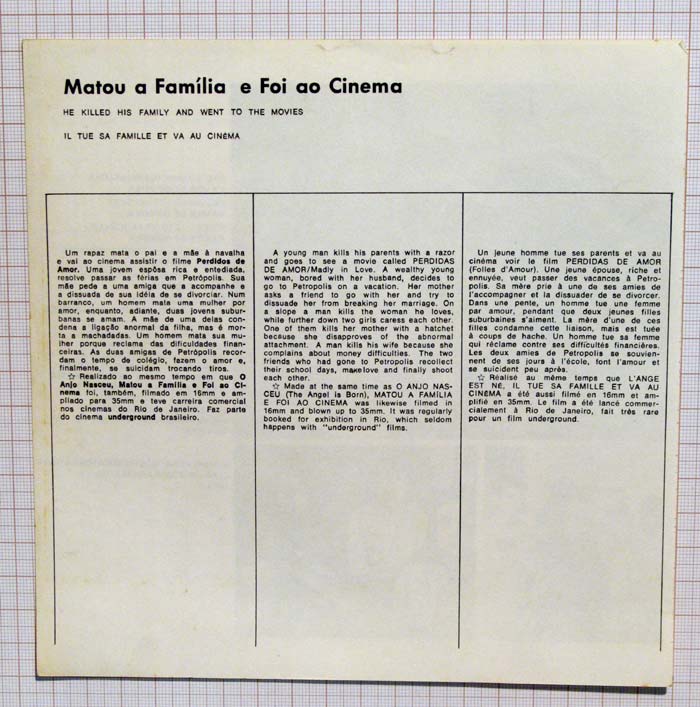 Matou a Família e Foi ao Cinema
HE KILLED HIS FAMILY AND WENT TO THE MOVIES
IL TUE SA FAMILLE ET VA AU CINÉMA
Um rapaz mata o pai e a mãe à navalha
e vai ao cinema assistir o filme Perdidos de
Amor. Uma jovem espôsa rica e entediada,
resolve passar as férias em Petrópolis. Sua
mãe pede a uma amiga que a acompanhe e
a dissuada de sua idéia de se divorciar. Num
barranco, um homem mata uma mulher por
amor, enquanto, adiante, duas jovens subur-
banas se amam. A mãe de uma delas con-
dena a ligação anormal da filha, mas é mor-
ta a machadadas. Um homem mata sua mu-
lher porque reclama das dificuldades finan-
ceiras. As duas amigas de Petrópolis recor-
dam o tempo de colégio, fazem o amor e,
finalmente, se suicidam trocando tiros.
☆ Realizado ao mesmo tempo em que O
Anjo Nasceu, Matou a Família e Foi ao Ci-
nema foi, também, filmado em 16mm e am-
pliado para 35mm e teve carreira comercial
nos cinemas do Rio de Janeiro. Faz parte
do cinema underground brasileiro.
A young man kills his parents with a razor
and goes to see a movie called PERDIDAS
DE AMOR/Madly in Love. A wealthy young
woman, bored with her husband, decides to
go to Petropolis on a vacation. Her mother
asks a friend to go with her and try to
dissuade her from breaking her marriage. On
a slope a man kills the woman he loves,
while further down two girls caress each other.
One of them kills her mother with a hatchet
because she disapproves of the abnormal
attachment. A man kills his wife because she
complains about money difficulties. The two
friends who had gone to Petropolis recollect
their school days, makelove and finally shoot
each other.
☆ Made at the same time as O ANJO NAS-
CEU (The Angel is Born), MATOU A FAMÍLIA
E FOI AO CINEMA was likewise filmed in
16mm and blown up to 35mm. It was regularly
booked for exhibition in Rio, which seldom
happens with "underground" films.
Un jeune homme tue ses parents et va au
cinéma voir le film PERDIDAS DE AMOR
(Folles d'Amour). Une jeune épouse, riche et
ennuyée, veut passer des vacances à Petro-
polis. Sa mère prie à une de ses amies de
l'accompagner et la dissuader de se divorcer.
Dans une pente, un homme tue une femme
par amour, pendant que deux jeunes filles
suburbaines s'aiment. La mère d'une de ces
filles condamne cette liaison, mais est tuée
à coups de hache. Un homme tue sa femme
qui réclame contre ses difficultés financières.
Les deux amies de Petropolis se souvien-
nent de ses jours à l'école, font l'amour et
se suicident peu après.
☆ Réalisé au même temps que L'ANGE
EST NÉ, IL TUE SA FAMILLE ET VA AU
CINÉMA a été aussi filmé en 16mm et am-
plifié en 35mm. Le film a été lancé commer-
cialement à Rio de Janeiro, fait très rare
pour un film underground.